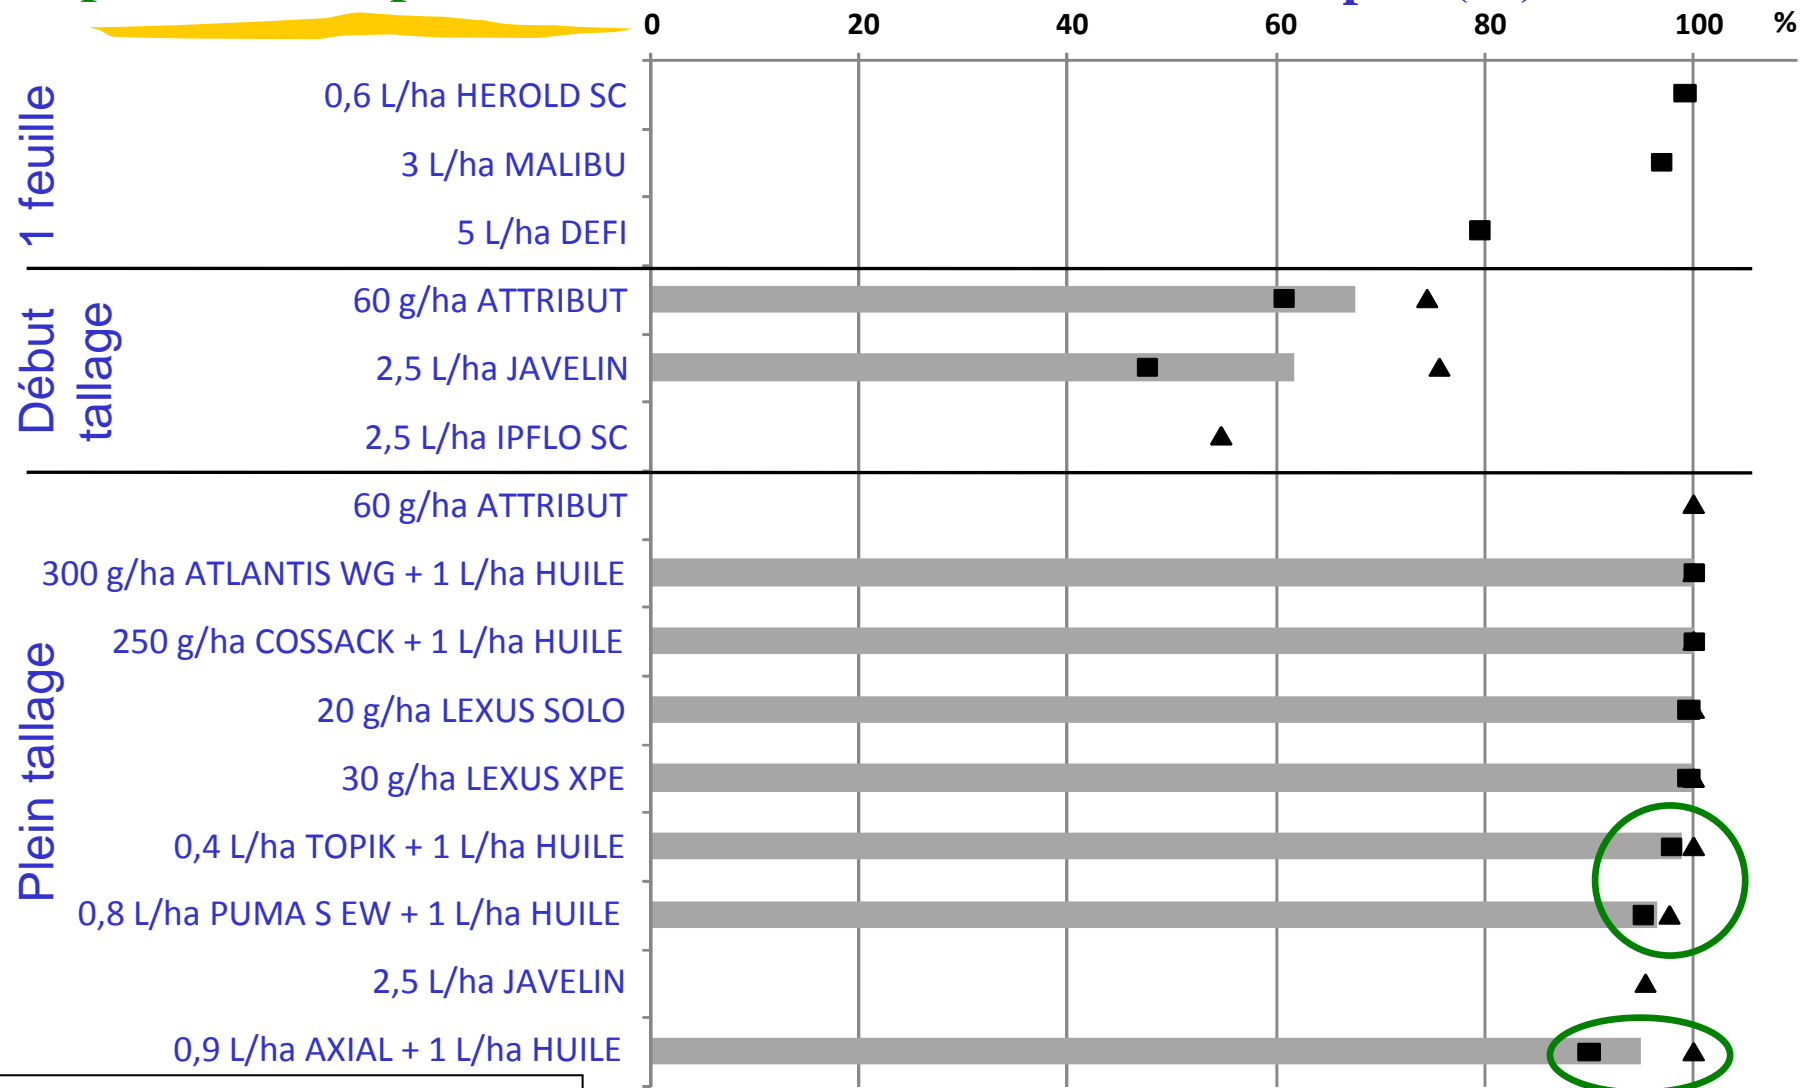 0 20 40 60 80 100 %
1 feuille
0,6 L/ha HEROLD SC
3 L/ha MALIBU
5 L/ha DEFI
Début
tallage
60 g/ha ATTRIBUT
2,5 L/ha JAVELIN
2,5 L/ha IPFLO SC
Plein tallage
60 g/ha ATTRIBUT
300 g/ha ATLANTIS WG + 1 L/ha HUILE
250 g/ha COSSACK + 1 L/ha HUILE
20 g/ha LEXUS SOLO
30 g/ha LEXUS XPE
0,4 L/ha TOPIK + 1 L/ha HUILE
0,8 L/ha PUMA S EW + 1 L/ha HUILE
2,5 L/ha JAVELIN
0,9 L/ha AXIAL + 1 L/ha HUILE